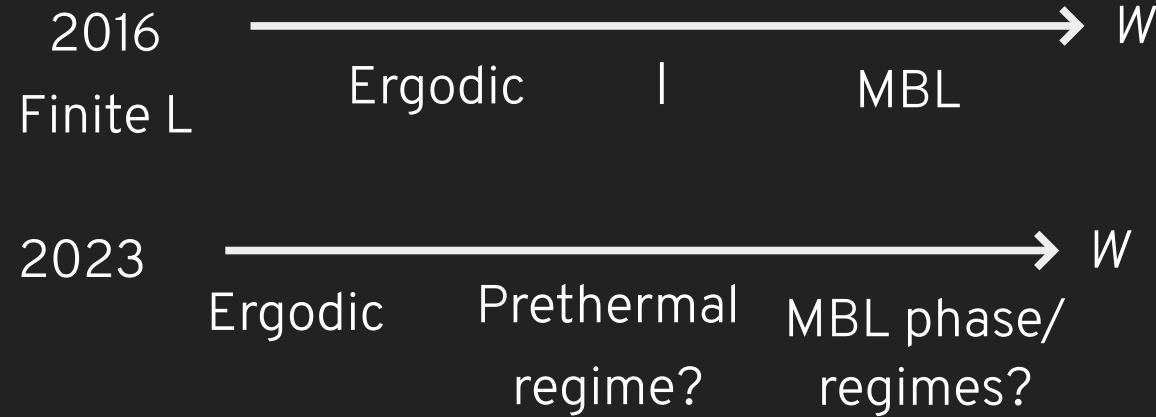 2016
W
Finite L
Ergodic | MBL
2023
W
Ergodic
Prethermal
regime?
MBL phase/
regimes?